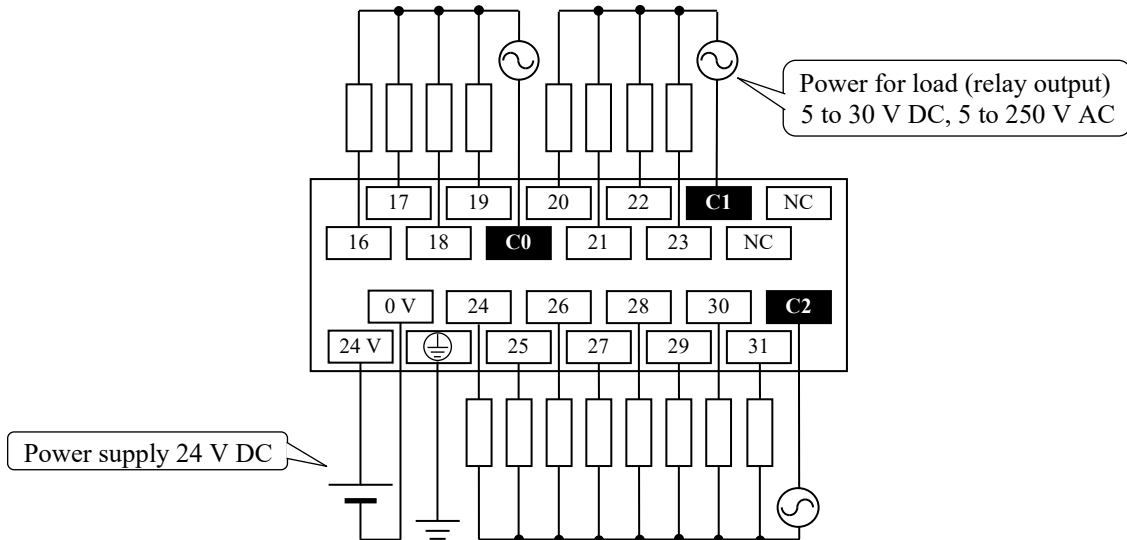 Power for load (relay output)
5 to 30 V DC, 5 to 250 V AC
17 19 20 22 C1 NC
16 18 C0 21 23 NC
0 V 24 26 28 30 C2
24 V 25 27 29 31
Power supply 24 V DC